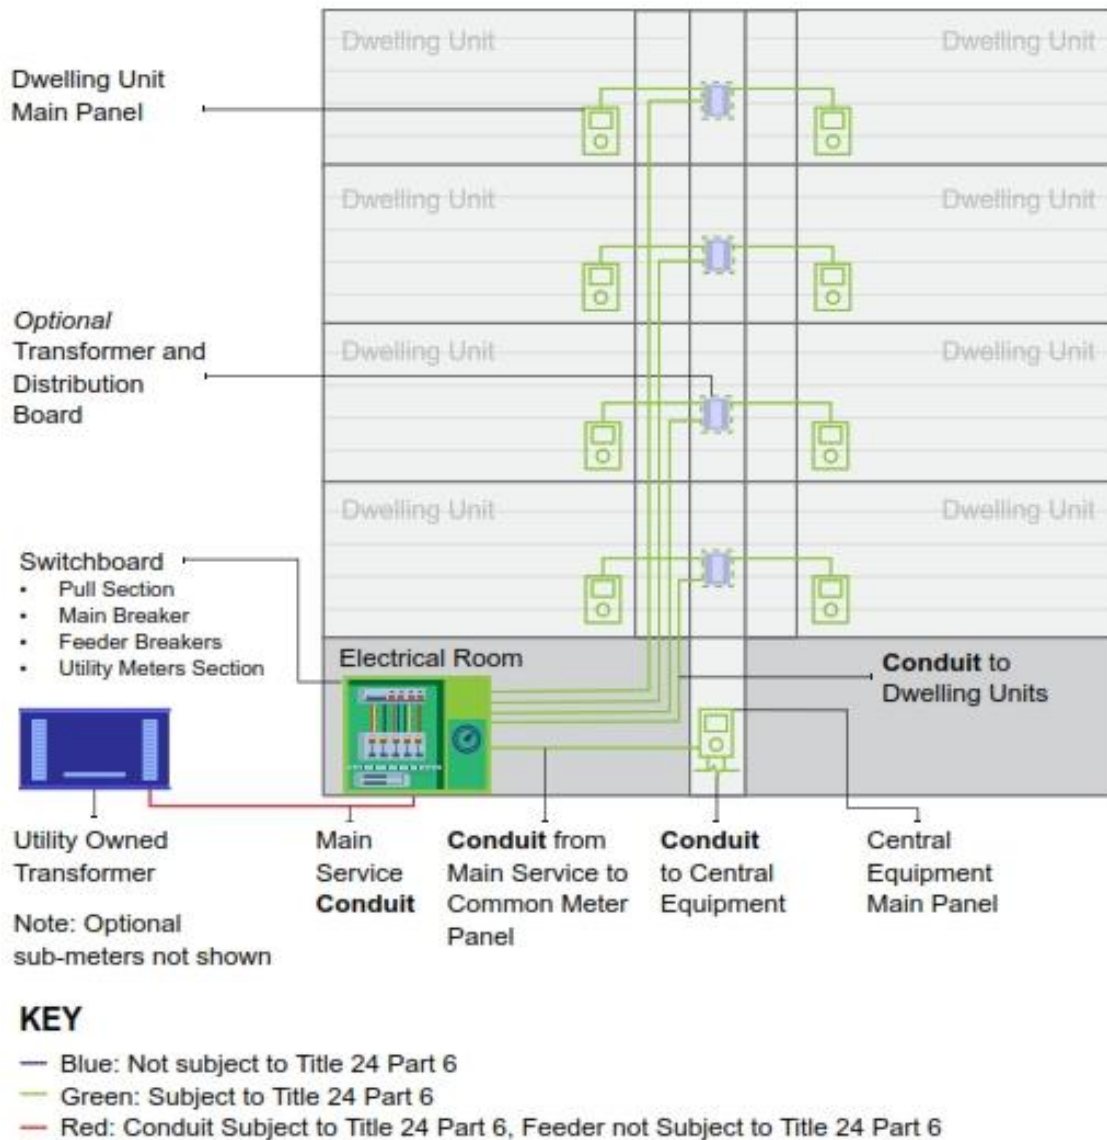 Dwelling Unit
Dwelling Unit
Dwelling Unit
Main Panel
Dwelling Unit
Dwelling Unit
Optional
Transformer and
Distribution
Board
Dwelling Unit
Dwelling Unit
Dwelling Unit
Dwelling Unit
Switchboard
• Pull Section
• Main Breaker
• Feeder Breakers
• Utility Meters Section
Electrical Room
Conduit to
Dwelling Units
Utility Owned
Transformer
Note: Optional
sub-meters not shown
Main
Service
Conduit
Conduit from
Main Service to
Common Meter
Panel
Conduit
to Central
Equipment
Central
Equipment
Main Panel
KEY
Blue: Not subject to Title 24 Part 6
Green: Subject to Title 24 Part 6
Red: Conduit Subject to Title 24 Part 6, Feeder not Subject to Title 24 Part 6